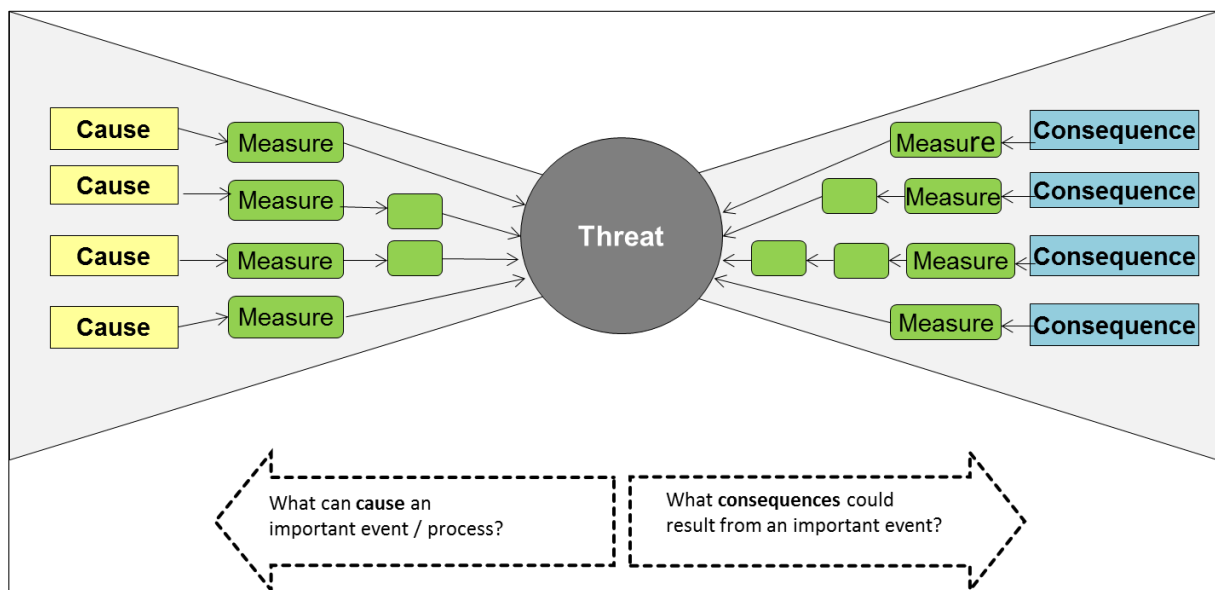 Cause
Measure
Measure
Consequence
Cause
Measure
Measure
Consequence
Threat
Cause
Measure
Measure
Consequence
Cause
Measure
Measure
Consequence
What can cause an
important event / process?
What consequences could
result from an important event?